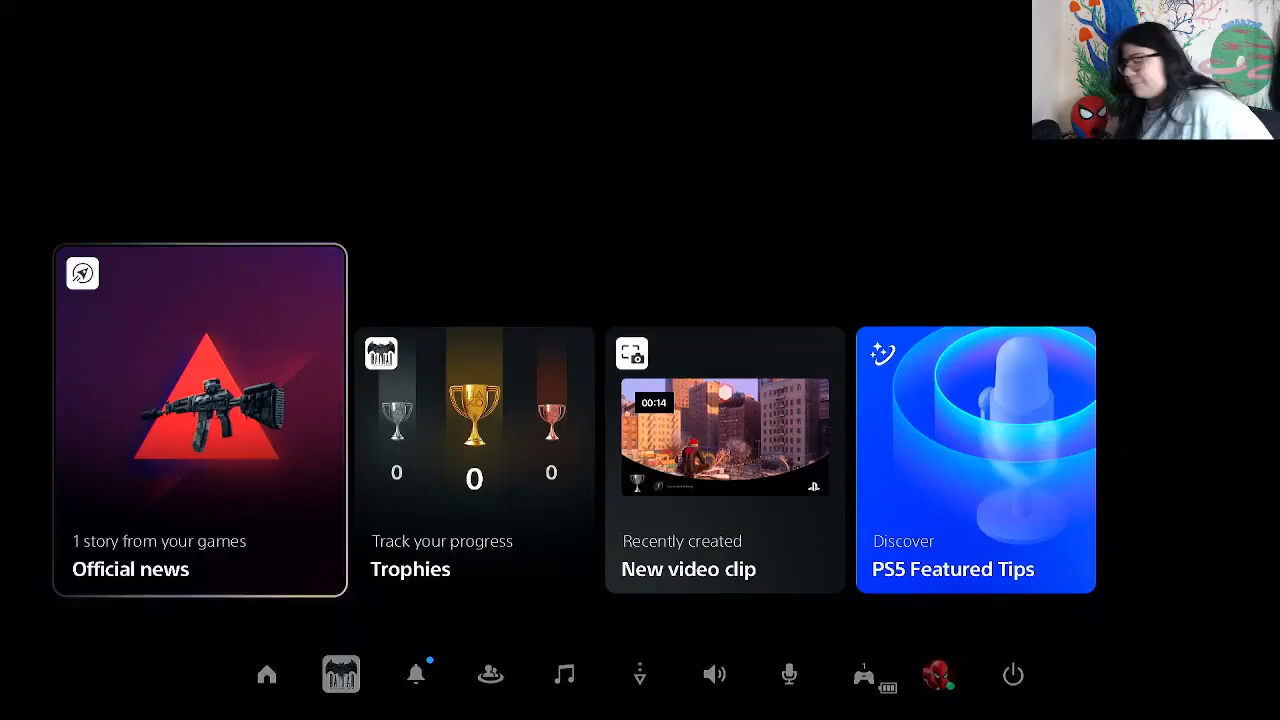 1 story from your games
Official news
0
0
0
Track your progress
Trophies
00:14
Recently created
New video clip
Discover
PS5 Featured Tips
1